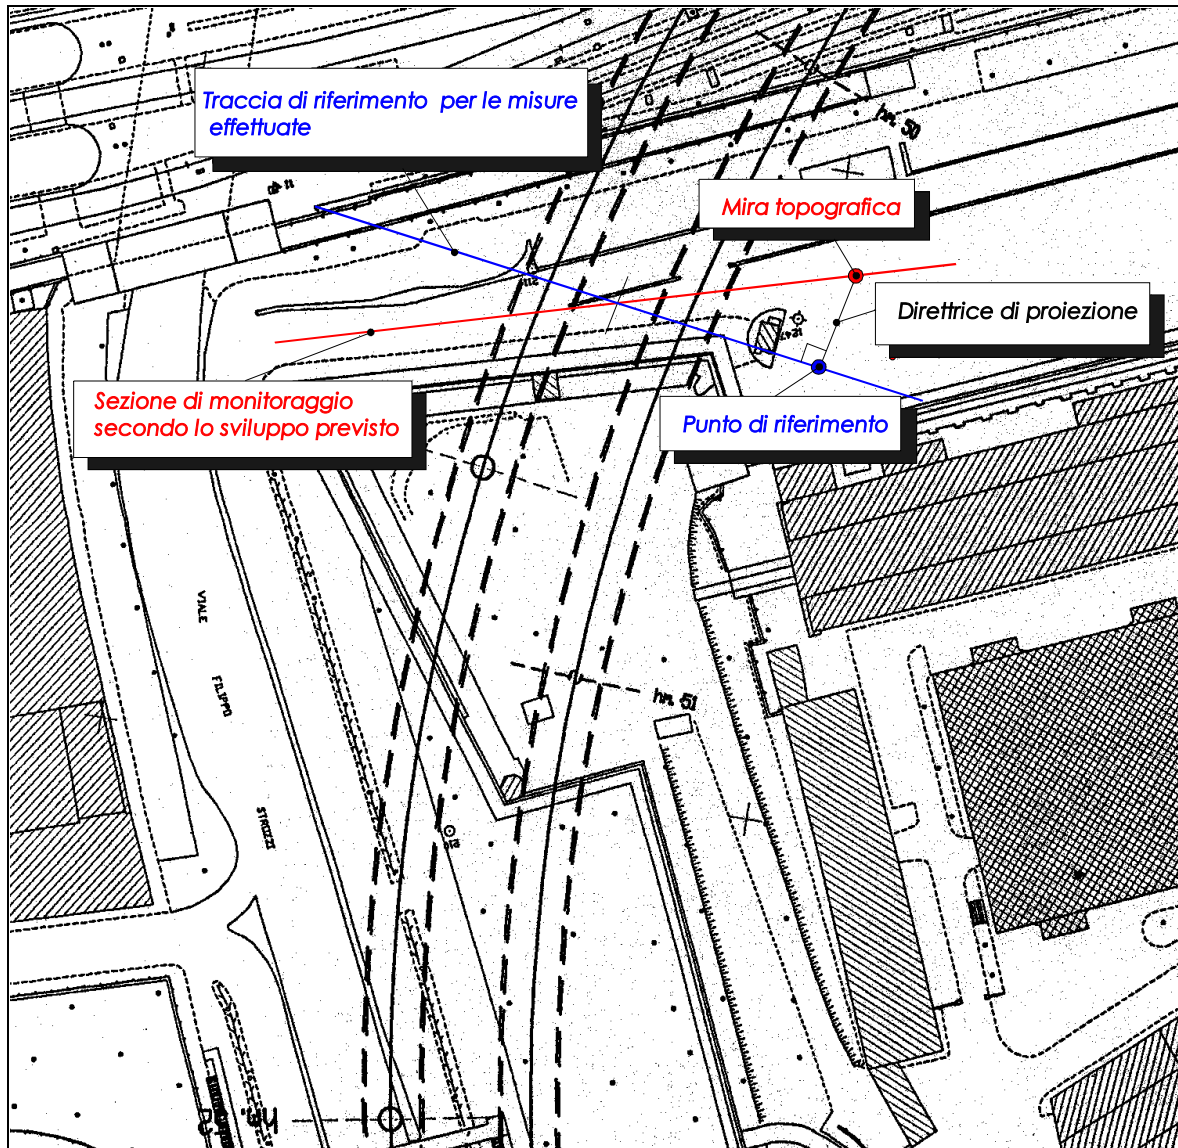 Traccia di riferimento per le misure
effettuate
hm. 50
Mira topografica
Direttrice di proiezione
Sezione di monitoraggio
secondo lo sviluppo previsto
Punto di riferimento
VIALE
FILIPPO
STROZZI
hm. 51